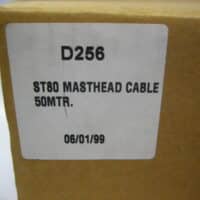 D256
ST80 MASTHEAD CABLE
50MTR.
06/01/99